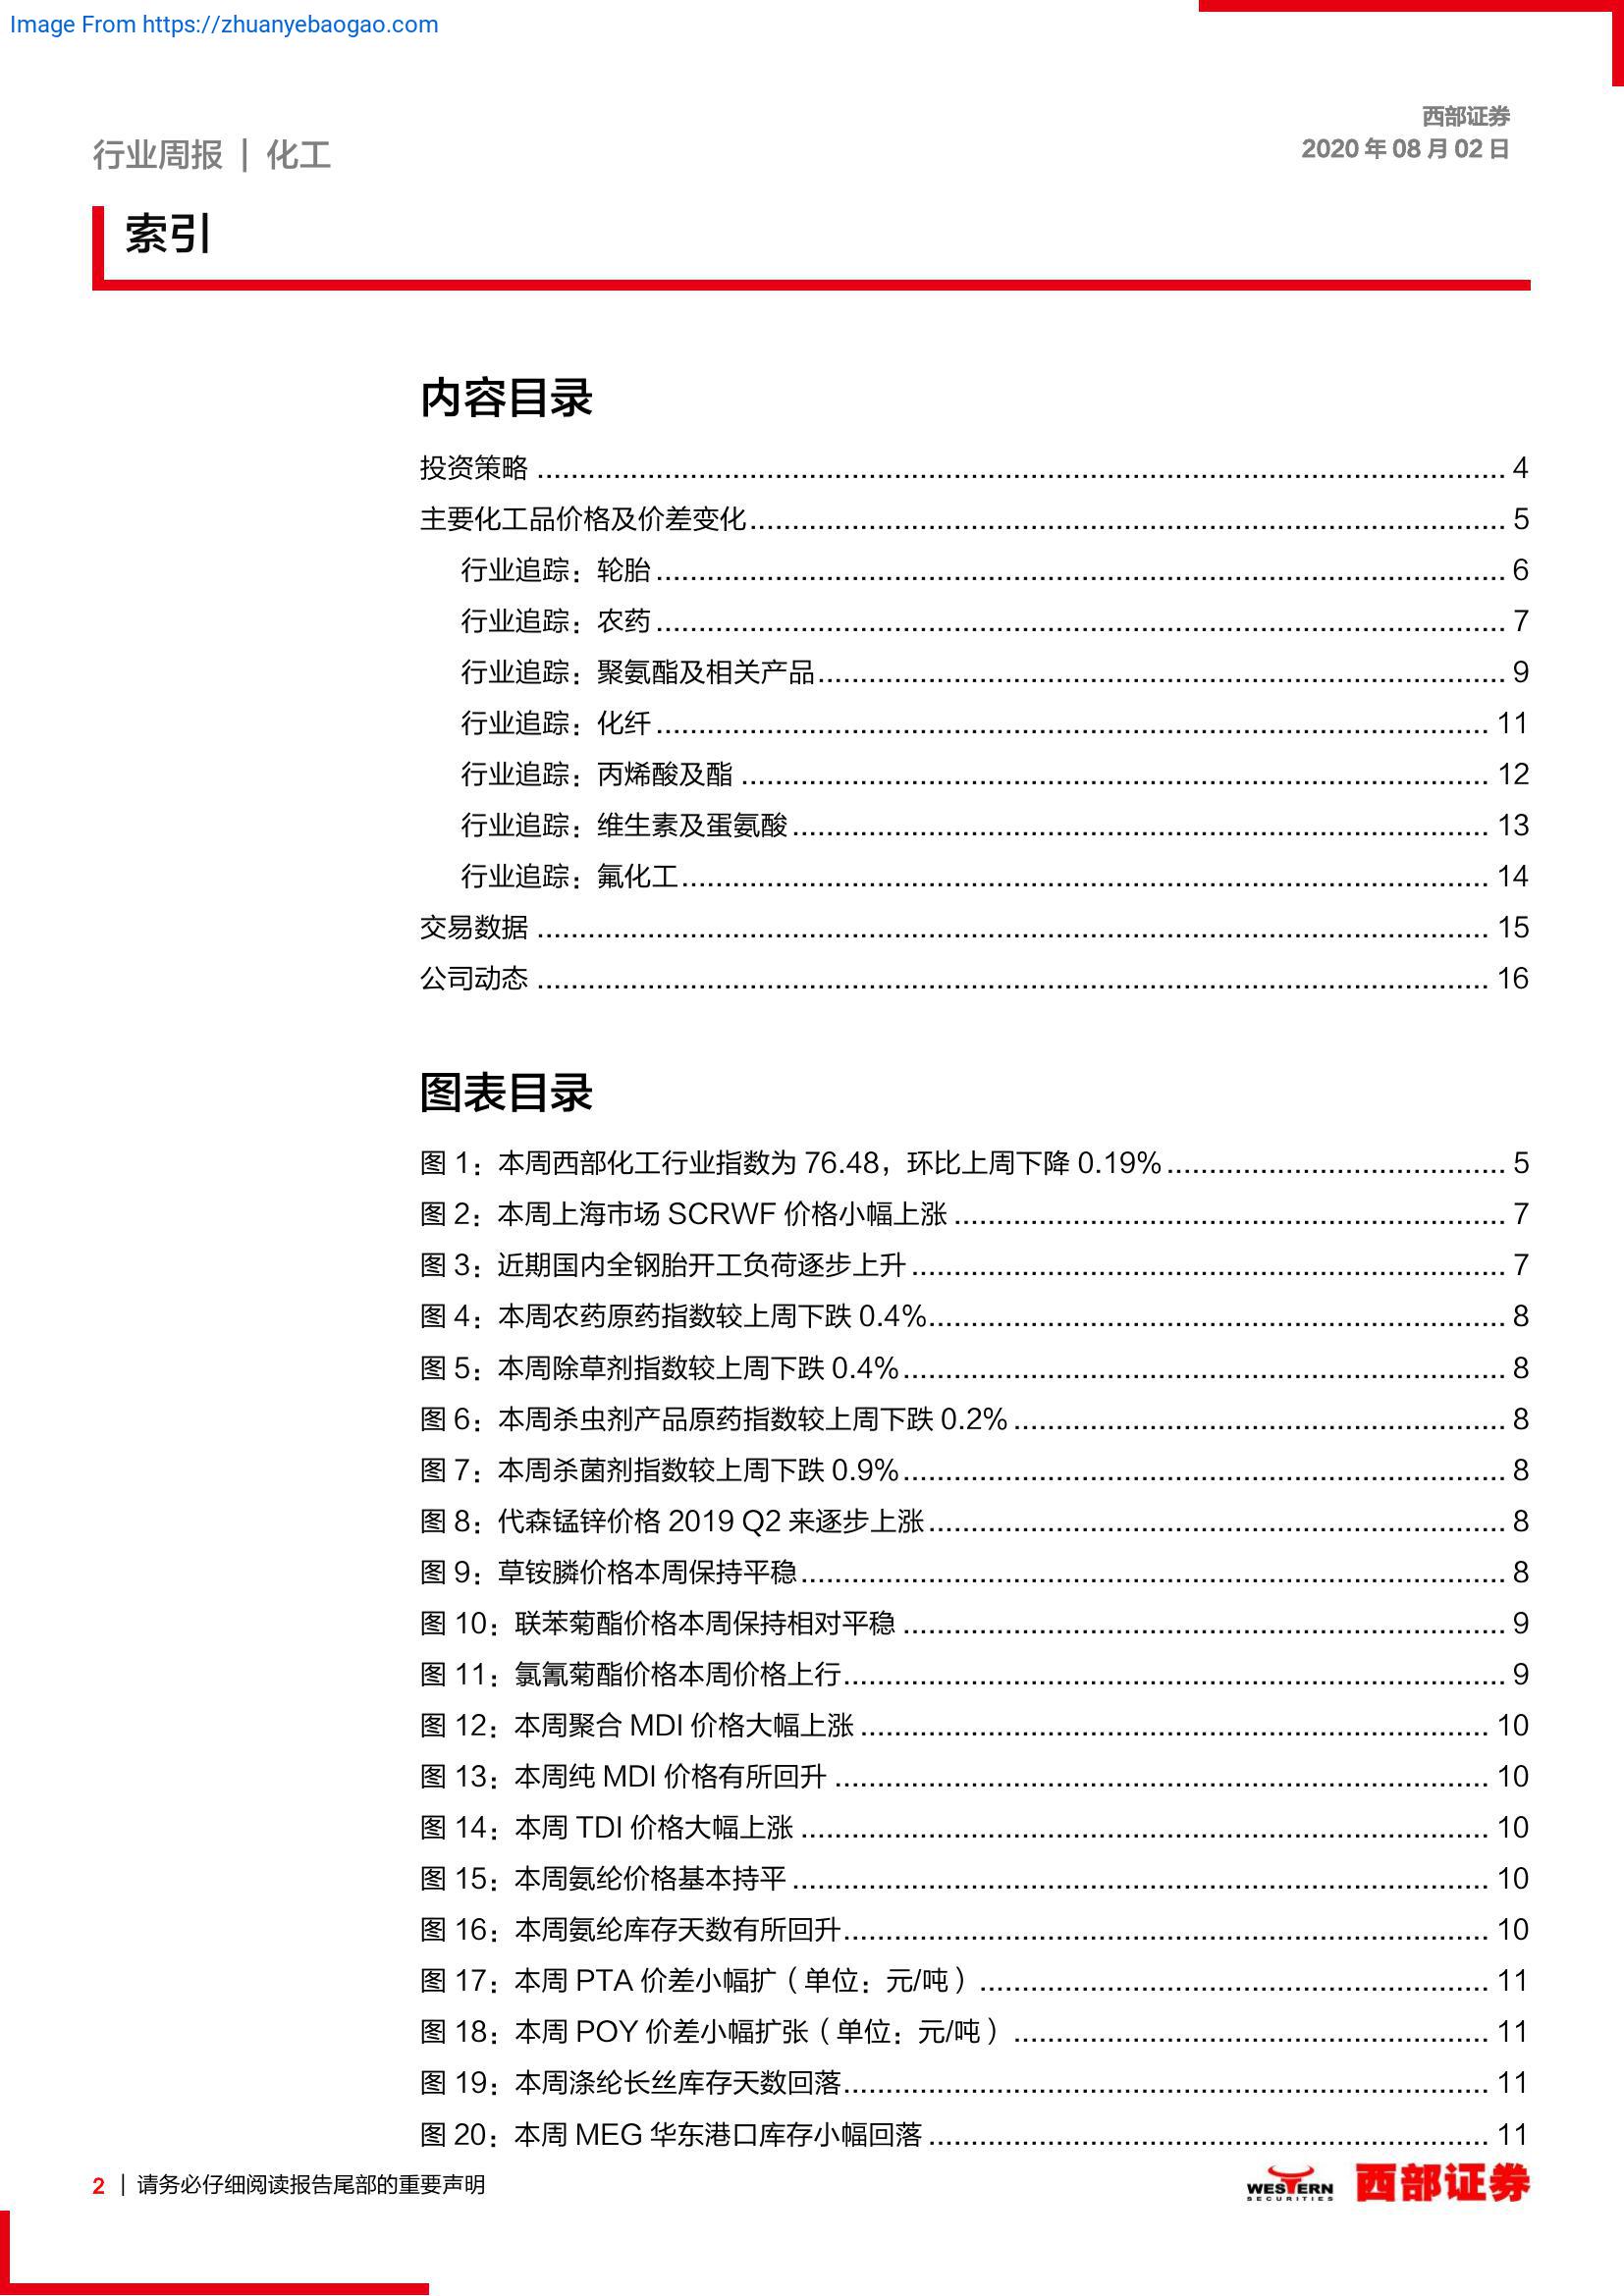 Image From https://zhuanyebaogao.com
西部证券
2020 年 08 月 02 日
行业周报 | 化工
索引
内容目录
投资策略 ........ 4
主要化工品价格及价差变化 ........ 5
行业追踪：轮胎 ........ 6
行业追踪：农药 ........ 7
行业追踪：聚氨酯及相关产品 ........ 9
行业追踪：化纤 ........ 11
行业追踪：丙烯酸及酯 ........ 12
行业追踪：维生素及蛋氨酸 ........ 13
行业追踪：氟化工 ........ 14
交易数据 ........ 15
公司动态 ........ 16
图表目录
图 1：本周西部化工行业指数为 76.48，环比上周下降 0.19% ........ 5
图 2：本周上海市场 SCRWF 价格小幅上涨 ........ 7
图 3：近期国内全钢胎开工负荷逐步上升 ........ 7
图 4：本周农药原药指数较上周下跌 0.4% ........ 8
图 5：本周除草剂指数较上周下跌 0.4% ........ 8
图 6：本周杀虫剂产品原药指数较上周下跌 0.2% ........ 8
图 7：本周杀菌剂指数较上周下跌 0.9% ........ 8
图 8：代森锰锌价格 2019 Q2 来逐步上涨 ........ 8
图 9：草铵膦价格本周保持平稳 ........ 8
图 10：联苯菊酯价格本周保持相对平稳 ........ 9
图 11：氯氰菊酯价格本周价格上行 ........ 9
图 12：本周聚合 MDI 价格大幅上涨 ........ 10
图 13：本周纯 MDI 价格有所回升 ........ 10
图 14：本周 TDI 价格大幅上涨 ........ 10
图 15：本周氨纶价格基本持平 ........ 10
图 16：本周氨纶库存天数有所回升 ........ 10
图 17：本周 PTA 价差小幅扩（单位：元/吨） ........ 11
图 18：本周 POY 价差小幅扩张（单位：元/吨） ........ 11
图 19：本周涤纶长丝库存天数回落 ........ 11
图 20：本周 MEG 华东港口库存小幅回落 ........ 11
2 | 请务必仔细阅读报告尾部的重要声明
WESTERN
SECURITIES
西部证券